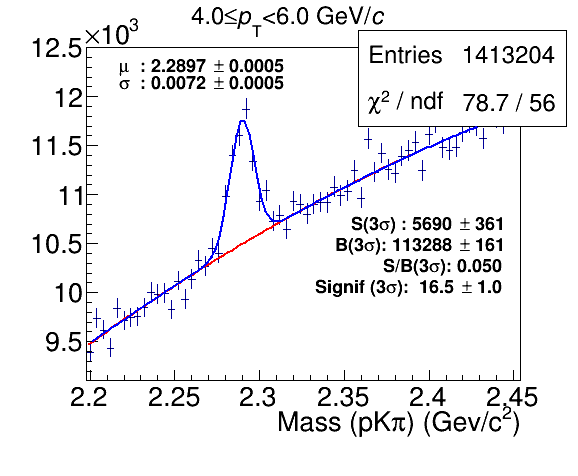 4.0≤pT<6.0 GeV/c
×10³
Entries 1413204
χ² / ndf 78.7 / 56
μ : 2.2897 ± 0.0005
σ : 0.0072 ± 0.0005
12.5
12
11.5
11
10.5
10
9.5
S(3σ) : 5690 ± 361
B(3σ): 113288 ± 161
S/B(3σ): 0.050
Signif (3σ): 16.5 ± 1.0
2.2 2.25 2.3 2.35 2.4 2.45
Mass (pKπ) (Gev/c²)